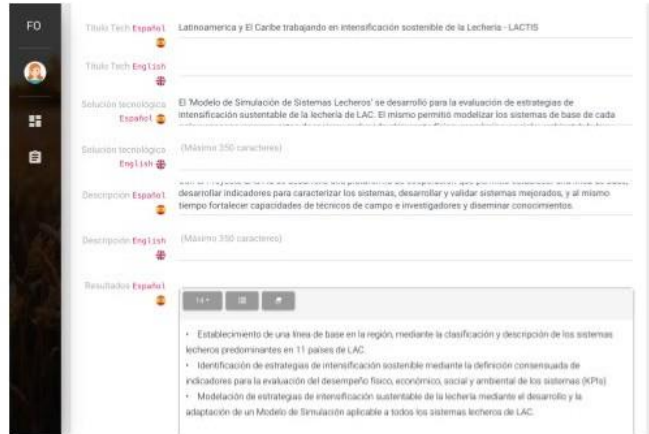 FO
Título Tech Español
Latinoamerica y El Caribe trabajando en intensificación sostenible de la Lechería - LACTIS
Título Tech English
Solución tecnológica
Español
El 'Modelo de Simulación de Sistemas Lecheros' se desarrolló para la evaluación de estrategias de
intensificación sustentable de la lechería de LAC. El mismo permitió modelizar los sistemas de base de cada
Solución tecnológica
English
(Máximo 350 caracteres)
Descripción Español
desarrollar indicadores para caracterizar los sistemas, desarrollar y validar sistemas mejorados, y al mismo
tiempo fortalecer capacidades de técnicos de campo e investigadores y diseminar conocimientos.
Descripción English
(Máximo 350 caracteres)
Resultados Español
14
• Establecimiento de una línea de base en la región, mediante la clasificación y descripción de los sistemas
lecheros predominantes en 11 países de LAC.
• Identificación de estrategias de intensificación sostenible mediante la definición consensuada de
indicadores para la evaluación del desempeño físico, económico, social y ambiental de los sistemas (KPIs)
• Modelación de estrategias de intensificación sustentable de la lechería mediante el desarrollo y la
adaptación de un Modelo de Simulación aplicable a todos los sistemas lecheros de LAC.